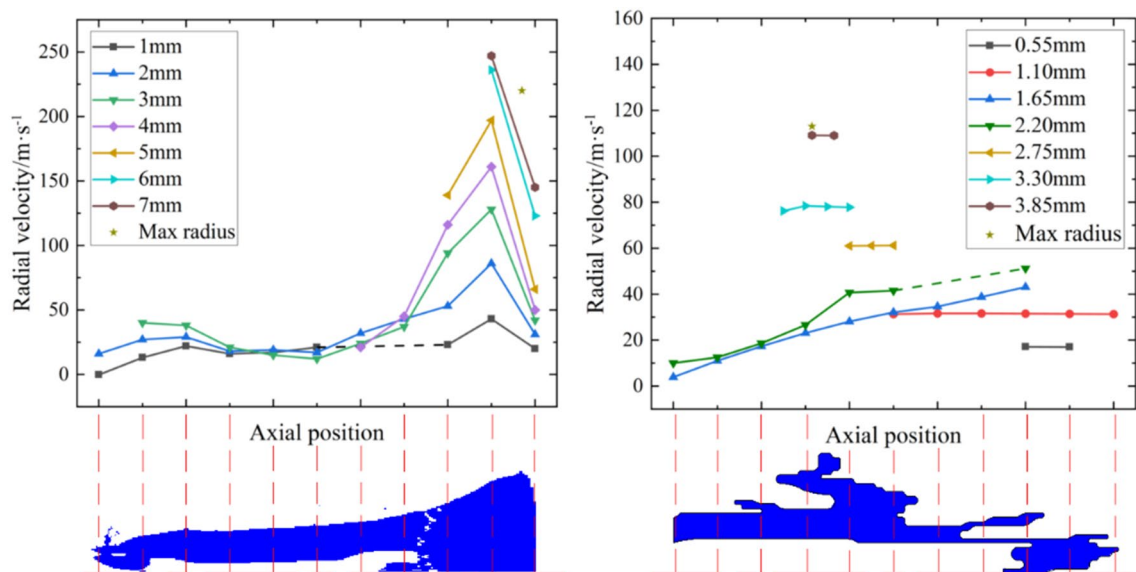 Radial velocity/m·s⁻¹
250
200
150
100
50
0
1mm
2mm
3mm
4mm
5mm
6mm
7mm
Max radius
Axial position
Radial velocity/m·s⁻¹
160
140
120
100
80
60
40
20
0
0.55mm
1.10mm
1.65mm
2.20mm
2.75mm
3.30mm
3.85mm
Max radius
Axial position